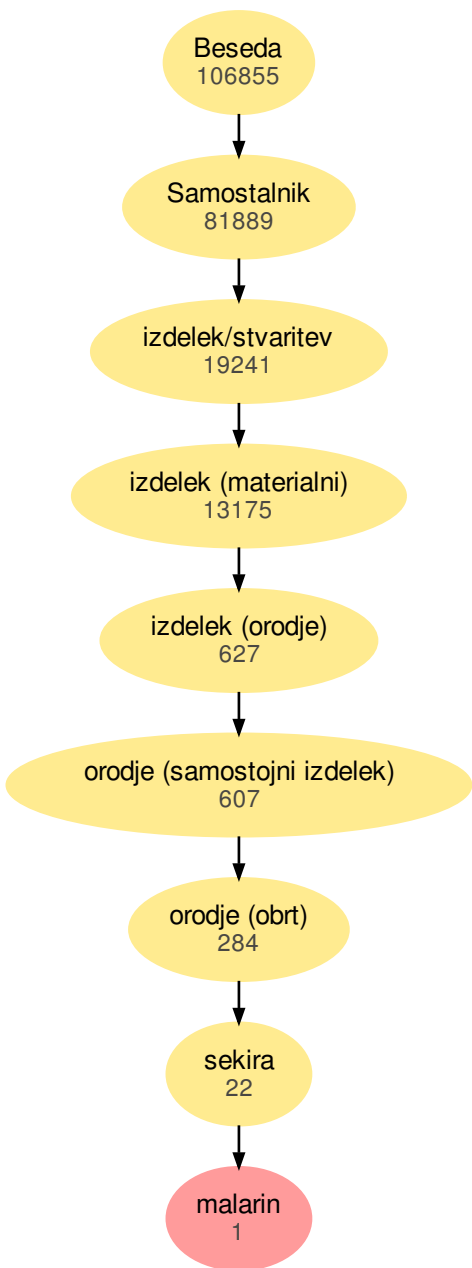 Beseda
106855
Samostalnik
81889
izdelek/stvaritev
19241
izdelek (materialni)
13175
izdelek (orodje)
627
orodje (samostojni izdelek)
607
orodje (obrt)
284
sekira
22
malarin
1